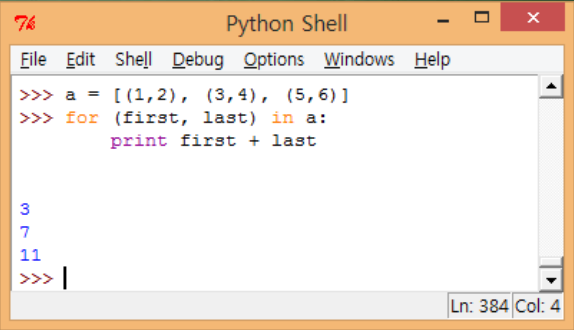 Python Shell
File Edit Shell Debug Options Windows Help
>>> a = [(1,2), (3,4), (5,6)]
>>> for (first, last) in a:
        print first + last
3
7
11
>>>
Ln: 384 Col: 4